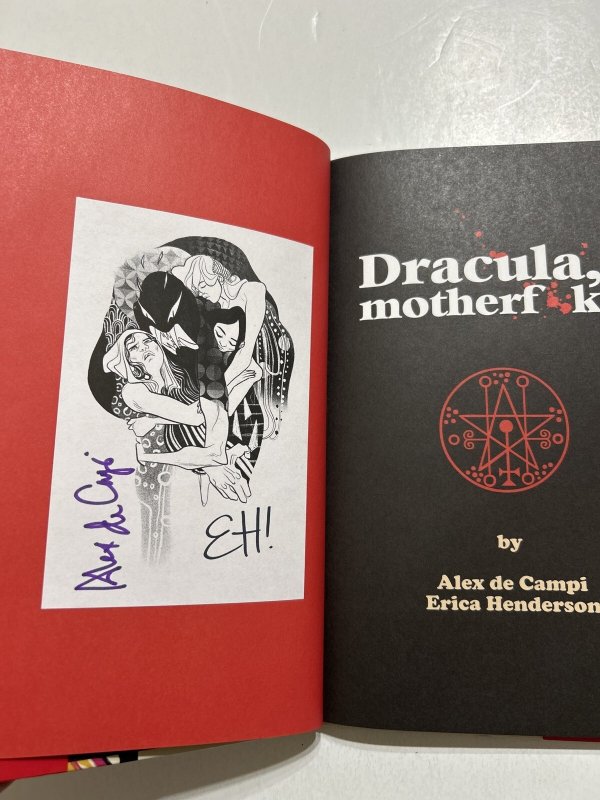 Alex de Campi
EH!
Dracula,
motherf k
by
Alex de Campi
Erica Henderson